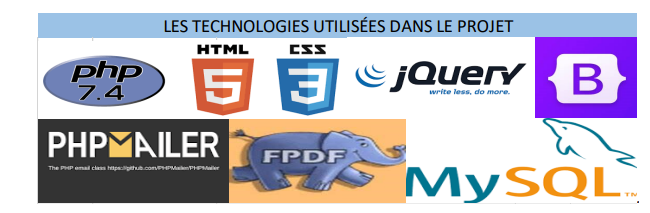 LES TECHNOLOGIES UTILISÉES DANS LE PROJET
php
7.4
HTML
5
CSS
3
jQuery
write less, do more.
B
PHPMAILER
The PHP email class https://github.com/PHPMailer/PHPMailer
FPDF
MySQL
TM